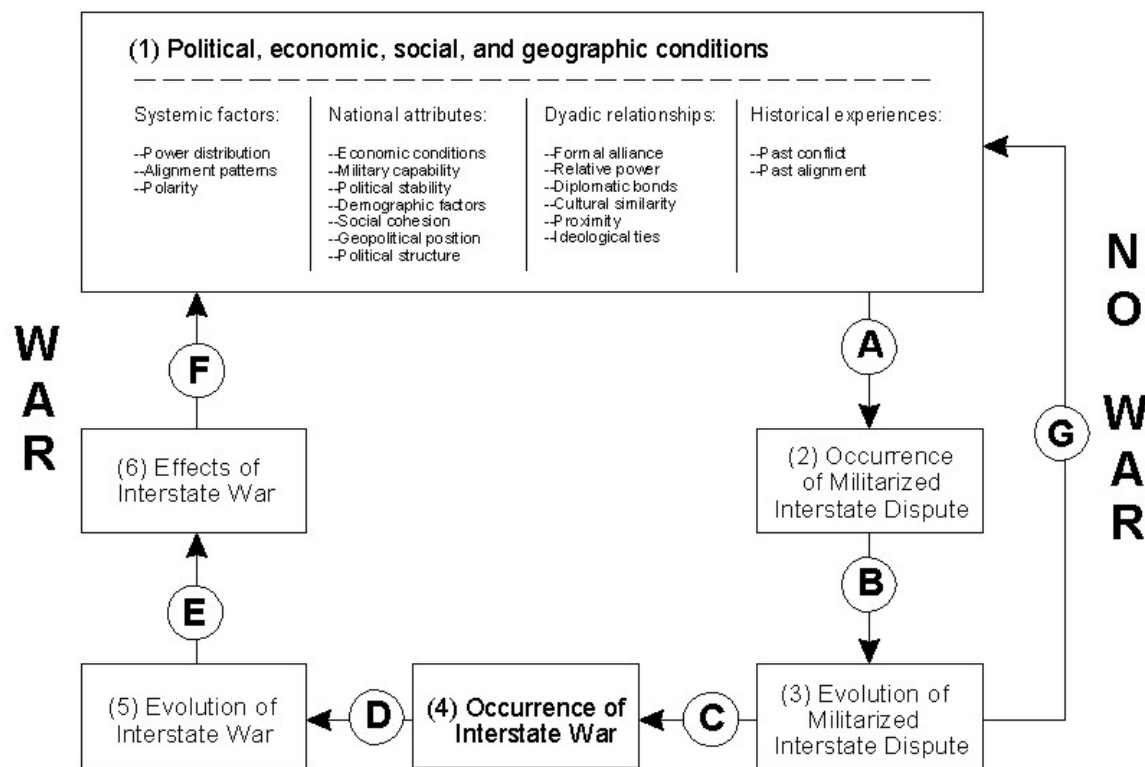 (1) Political, economic, social, and geographic conditions
Systemic factors:
--Power distribution
--Alignment patterns
--Polarity
National attributes:
--Economic conditions
--Military capability
--Political stability
--Demographic factors
--Social cohesion
--Geopolitical position
--Political structure
Dyadic relationships:
--Formal alliance
--Relative power
--Diplomatic bonds
--Cultural similarity
--Proximity
--Ideological ties
Historical experiences:
--Past conflict
--Past alignment
A
(2) Occurrence
of Militarized
Interstate Dispute
B
(3) Evolution of
Militarized
Interstate Dispute
C
(4) Occurrence of
Interstate War
D
(5) Evolution of
Interstate War
E
(6) Effects of
Interstate War
F
WAR
G
NO WAR